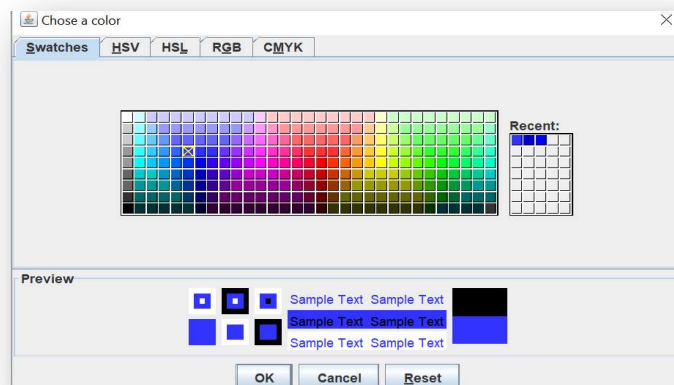 Chose a color
Swatches HSV HSL RGB CMYK
Recent:
Preview
Sample Text Sample Text
Sample Text Sample Text
Sample Text Sample Text
OK Cancel Reset